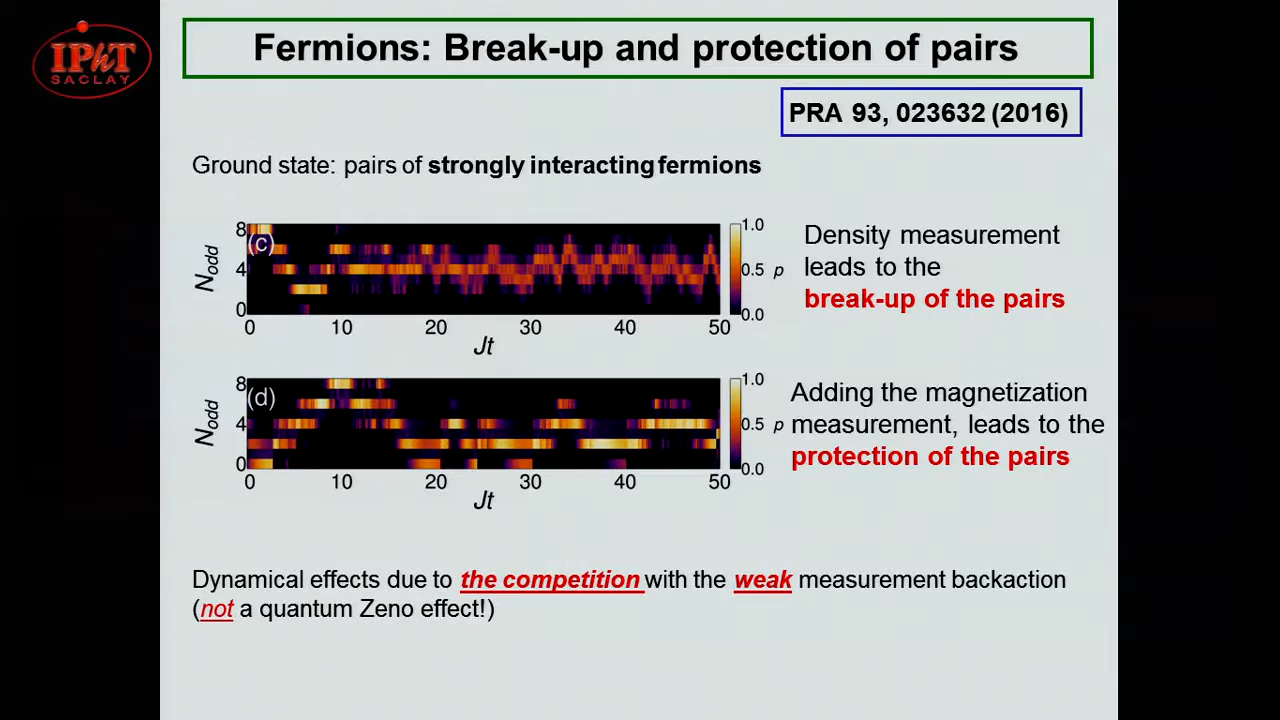 IPhT
SACLAY
Fermions: Break-up and protection of pairs
PRA 93, 023632 (2016)
Ground state: pairs of strongly interacting fermions
(c)
N_odd
8
4
0
0 10 20 30 40 50
Jt
1.0
0.5 p
0.0
Density measurement
leads to the
break-up of the pairs
(d)
N_odd
8
4
0
0 10 20 30 40 50
Jt
1.0
0.5 p
0.0
Adding the magnetization
measurement, leads to the
protection of the pairs
Dynamical effects due to the competition with the weak measurement backaction
(not a quantum Zeno effect!)